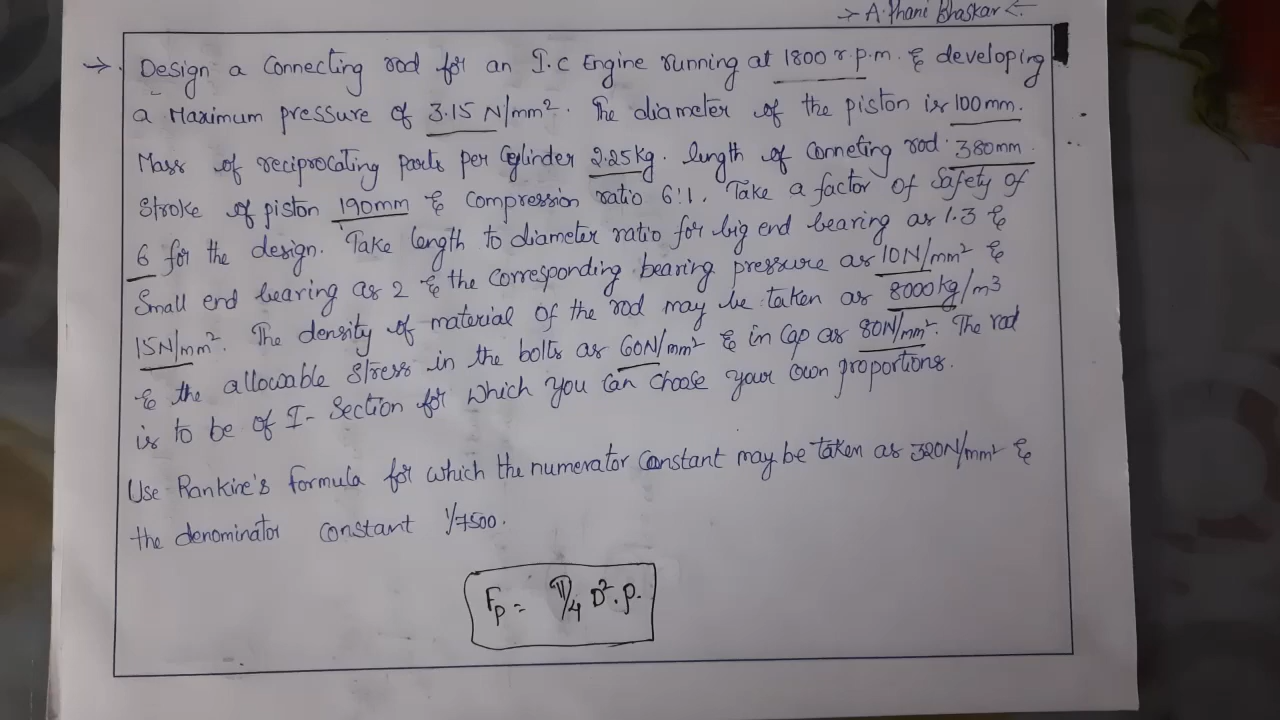 → A. Phani Bhaskar ←
→. Design a Connecting rod for an I.C Engine running at 1800 r.p.m. & developing
a Maximum pressure of 3.15 N/mm². The diameter of the piston is 100mm.
Mass of reciprocating parts per Cylinder 2.25Kg. length of conneting rod 380mm
Stroke of piston 190mm & Compression ratio 6:1. Take a factor of Safety of
6 for the design. Take length to diameter ratio for big end bearing as 1.3 &
Small end bearing as 2 & the corresponding bearing pressure as 10N/mm² &
15N/mm². The density of material of the rod may be taken as 8000kg/m3
& the allowable stress in the bolts as 60N/mm² & in Cap as 80N/mm². The rod
is to be of I- Section for which you can choose your own proportions.
Use Rankine's formula for which the numerator constant may be taken as 320N/mm² &
the denominator constant 1/7500.
Fp = π/4 D².p.